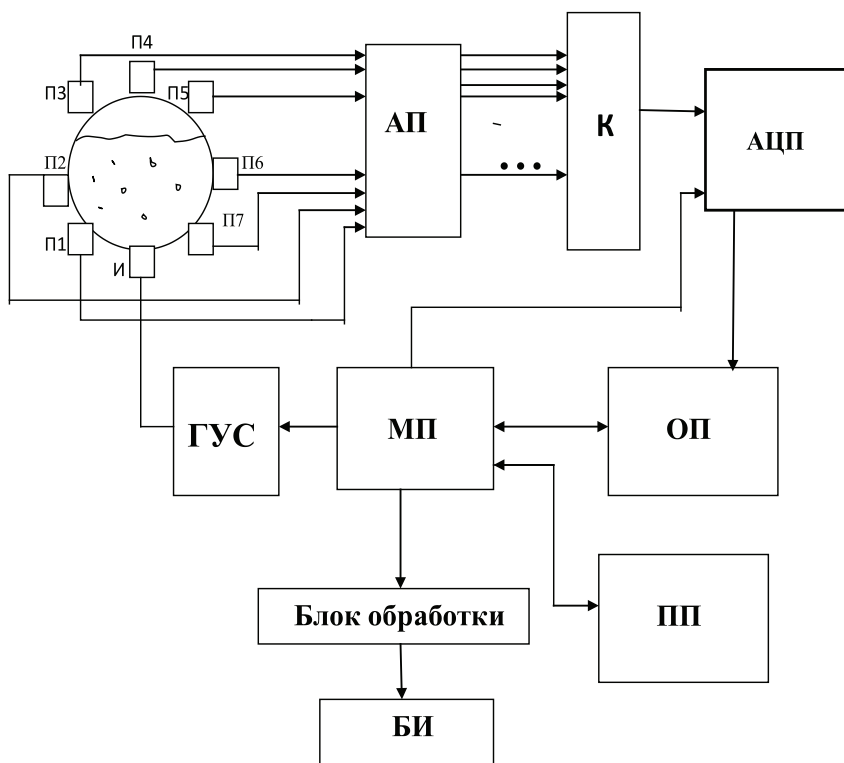 П4
П3
П5
АП
К
АЦП
П2
П6
П1
П7
И
ГУС
МП
ОП
Блок обработки
ПП
БИ